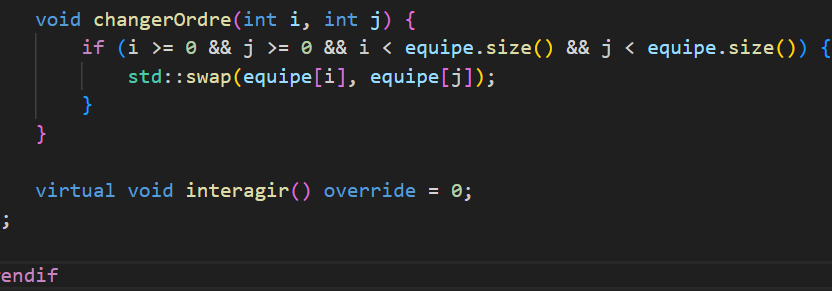 void changerOrdre(int i, int j) {
if (i >= 0 && j >= 0 && i < equipe.size() && j < equipe.size()) {
std::swap(equipe[i], equipe[j]);
}
}
virtual void interagir() override = 0;
;
endif